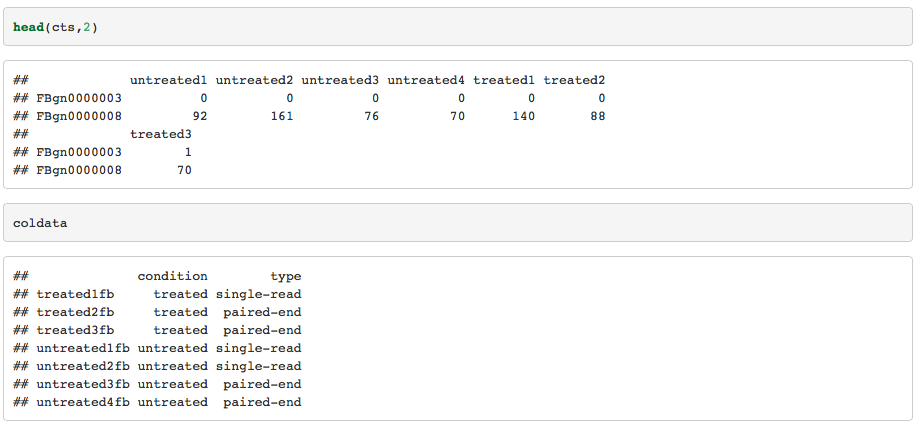 head(cts,2)
##              untreated1 untreated2 untreated3 untreated4 treated1 treated2
## FBgn0000003          0          0          0          0        0        0
## FBgn0000008         92        161         76         70      140       88
##              treated3
## FBgn0000003        1
## FBgn0000008       70
coldata
##               condition        type
## treated1fb      treated single-read
## treated2fb      treated  paired-end
## treated3fb      treated  paired-end
## untreated1fb untreated single-read
## untreated2fb untreated single-read
## untreated3fb untreated  paired-end
## untreated4fb untreated  paired-end